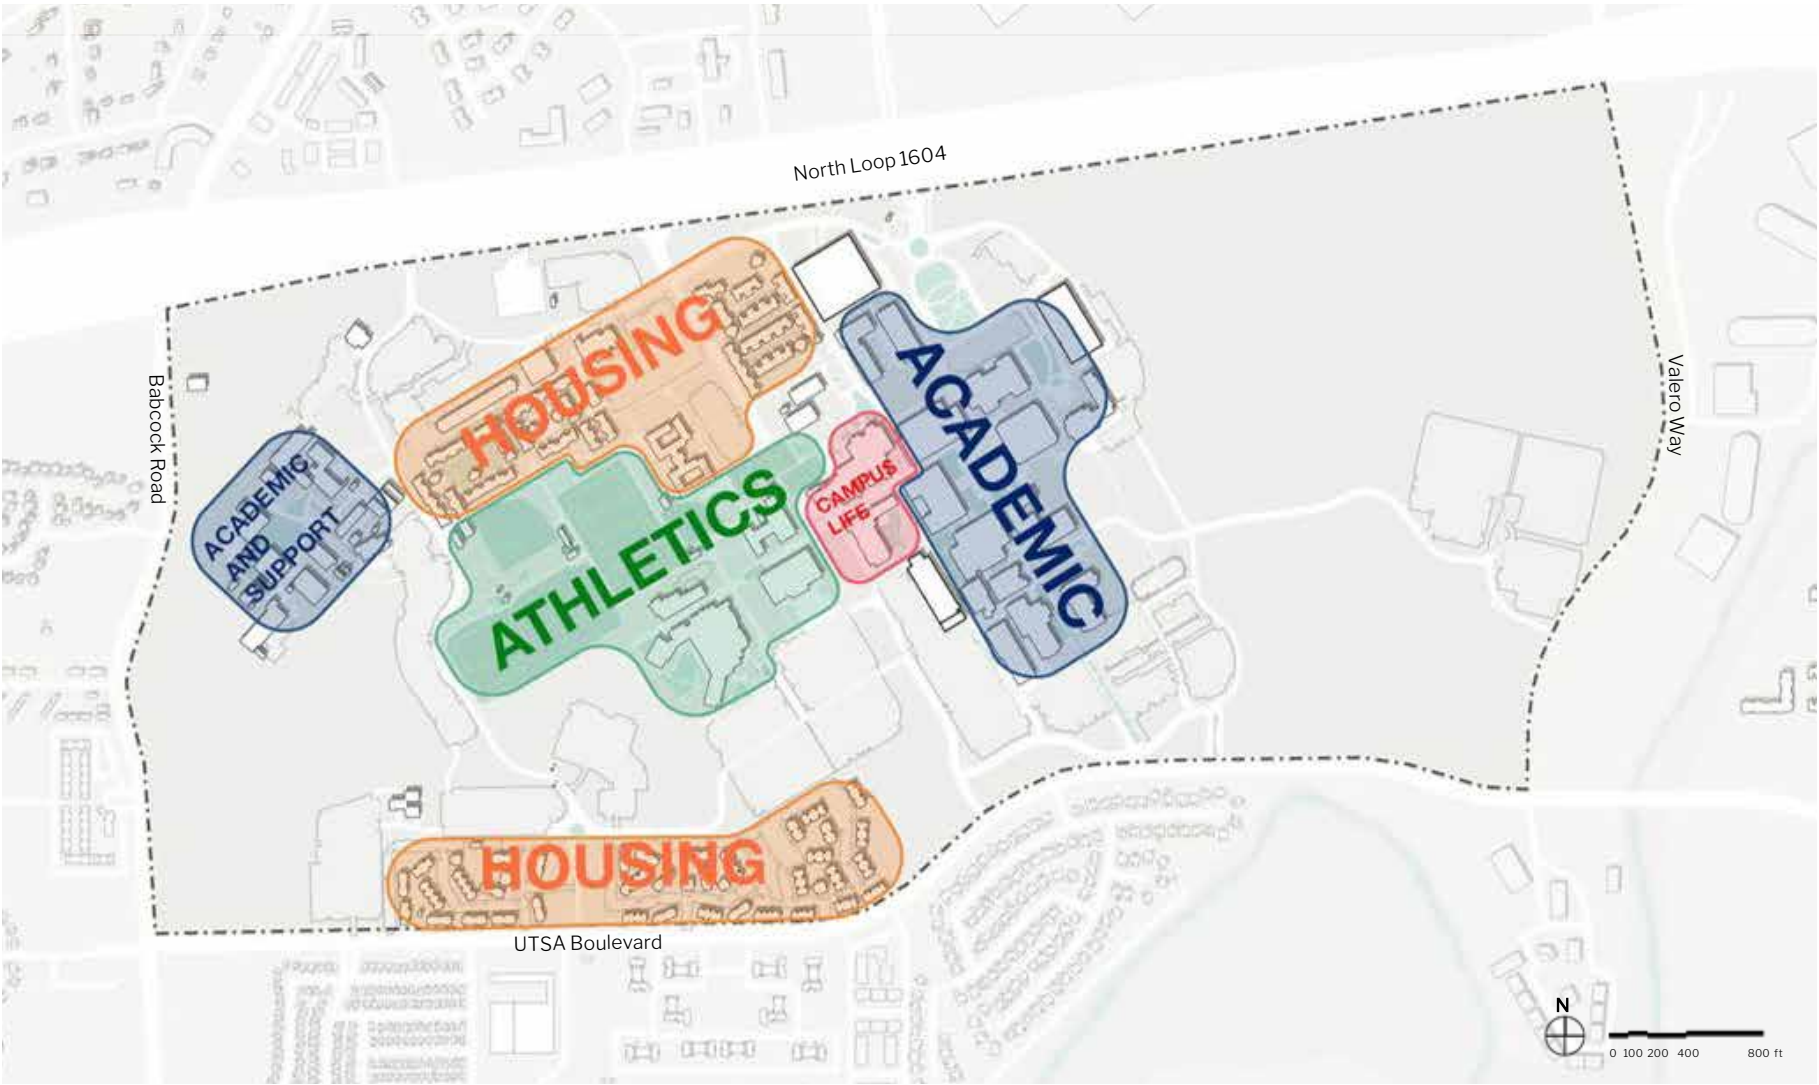 North Loop 1604
HOUSING
ACADEMIC
Babcock Road
Valero Way
CAMPUS
LIFE
ATHLETICS
ACADEMIC
AND
SUPPORT
HOUSING
UTSA Boulevard
N
0 100 200 400 800 ft